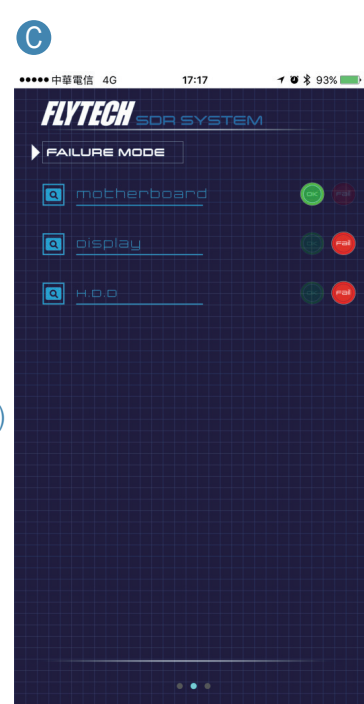 C
中華電信 4G 17:17 93%
FLYTECH SDR SYSTEM
FAILURE MODE
motherboard OK Fail
Display OK Fail
H.D.D OK Fail